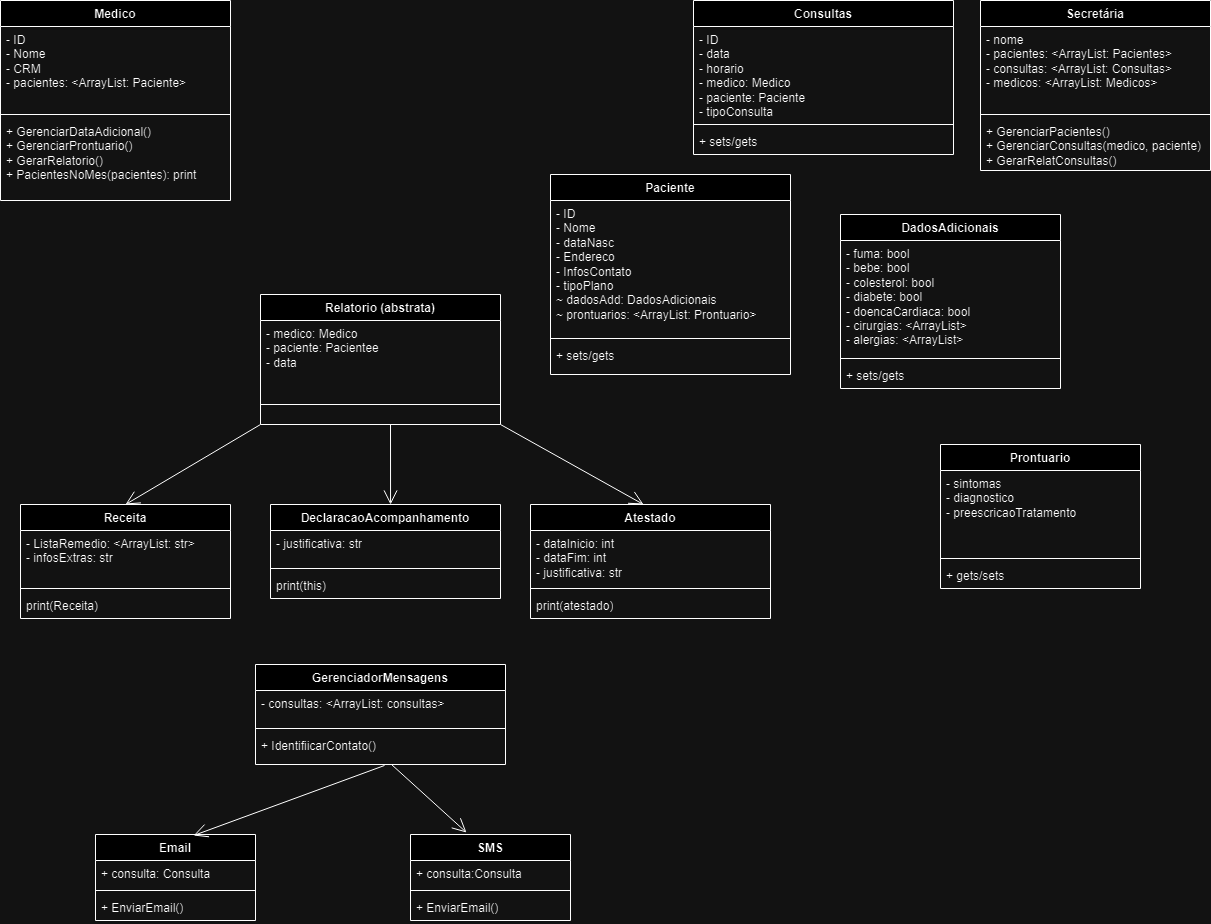 Medico
- ID
- Nome
- CRM
- pacientes: <ArrayList: Paciente>
+ GerenciarDataAdicional()
+ GerenciarProntuario()
+ GerarRelatorio()
+ PacientesNoMes(pacientes): print
Consultas
- ID
- data
- horario
- medico: Medico
- paciente: Paciente
- tipoConsulta
+ sets/gets
Secretária
- nome
- pacientes: <ArrayList: Pacientes>
- consultas: <ArrayList: Consultas>
- medicos: <ArrayList: Medicos>
+ GerenciarPacientes()
+ GerenciarConsultas(medico, paciente)
+ GerarRelatConsultas()
Paciente
- ID
- Nome
- dataNasc
- Endereco
- InfosContato
- tipoPlano
~ dadosAdd: DadosAdicionais
~ prontuarios: <ArrayList: Prontuario>
+ sets/gets
DadosAdicionais
- fuma: bool
- bebe: bool
- colesterol: bool
- diabete: bool
- doencaCardiaca: bool
- cirurgias: <ArrayList>
- alergias: <ArrayList>
+ sets/gets
Relatorio (abstrata)
- medico: Medico
- paciente: Pacientee
- data
Prontuario
- sintomas
- diagnostico
- preescricaoTratamento
+ gets/sets
Receita
- ListaRemedio: <ArrayList: str>
- infosExtras: str
print(Receita)
DeclaracaoAcompanhamento
- justificativa: str
print(this)
Atestado
- dataInicio: int
- dataFim: int
- justificativa: str
print(atestado)
GerenciadorMensagens
- consultas: <ArrayList: consultas>
+ IdentifiicarContato()
Email
+ consulta: Consulta
+ EnviarEmail()
SMS
+ consulta:Consulta
+ EnviarEmail()